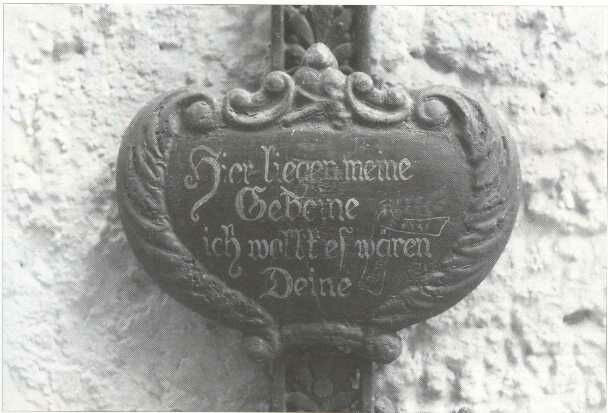 Hier liegen meine
Gebeine
ich wollt es wären
Deine